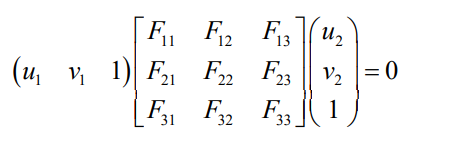 (u₁ v₁ 1) [F₁₁ F₁₂ F₁₃; F₂₁ F₂₂ F₂₃; F₃₁ F₃₂ F₃₃] (u₂; v₂; 1) = 0